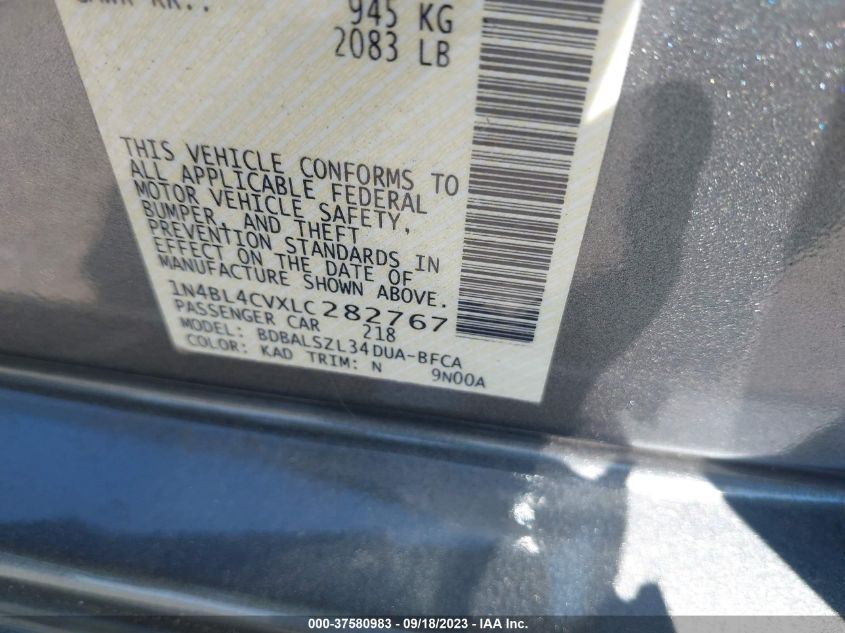 945 KG
2083 LB
THIS VEHICLE CONFORMS TO
ALL APPLICABLE FEDERAL
MOTOR VEHICLE SAFETY,
BUMPER, AND THEFT
PREVENTION STANDARDS IN
EFFECT ON THE DATE OF
MANUFACTURE SHOWN ABOVE.
1N4BL4CVXLC282767
PASSENGER CAR 218
MODEL: BDBALSZL34DUA-BFCA
COLOR: KAD TRIM: N 9N00A
000-37580983 / 09/18/2023 - IAA Inc.